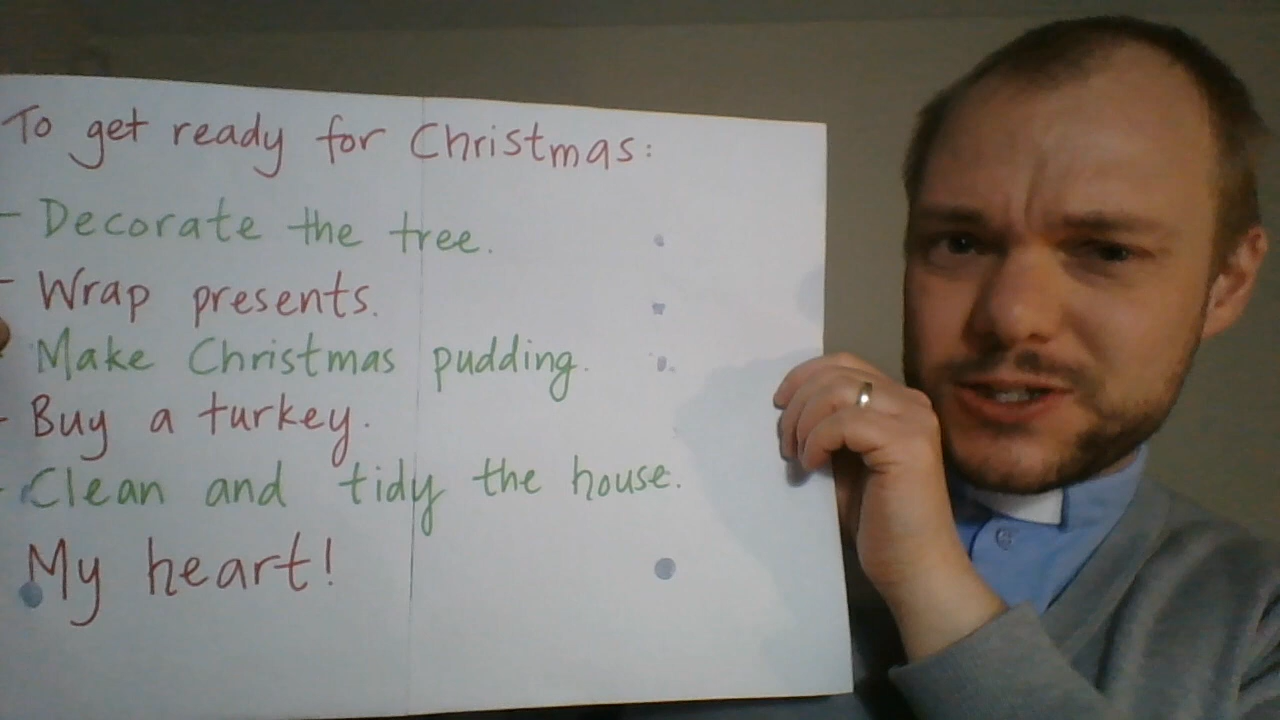 To get ready for Christmas:
- Decorate the tree.
- Wrap presents.
Make Christmas pudding.
- Buy a turkey.
- Clean and tidy the house.
My heart!